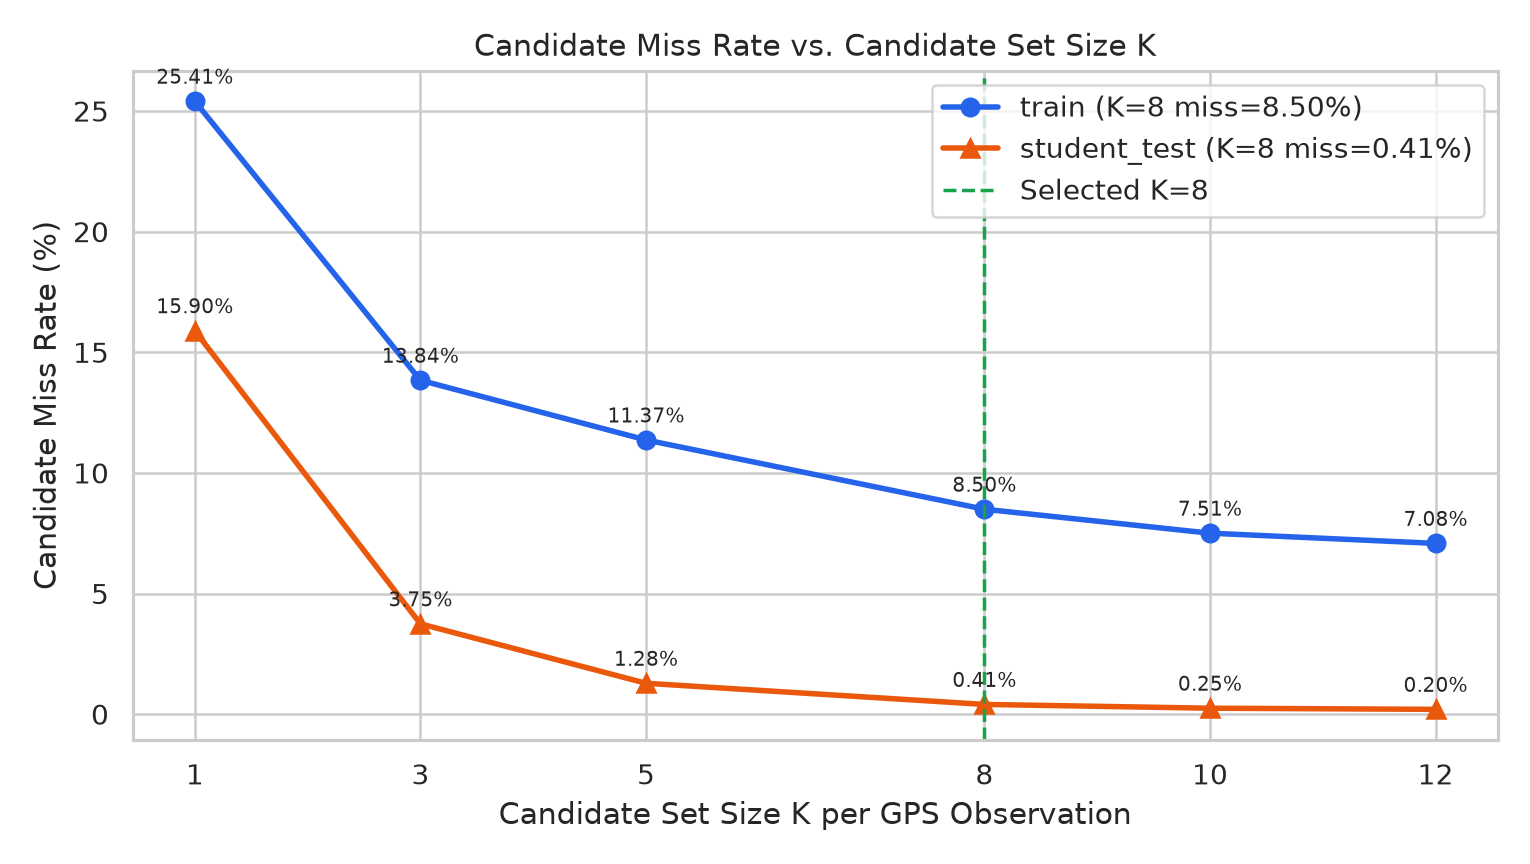 Candidate Miss Rate vs. Candidate Set Size K
25.41%
train (K=8 miss=8.50%)
student_test (K=8 miss=0.41%)
Selected K=8
15.90%
13.84%
11.37%
8.50%
7.51%
7.08%
3.75%
1.28%
0.41%
0.25%
0.20%
25
20
15
10
5
0
Candidate Miss Rate (%)
1 3 5 8 10 12
Candidate Set Size K per GPS Observation